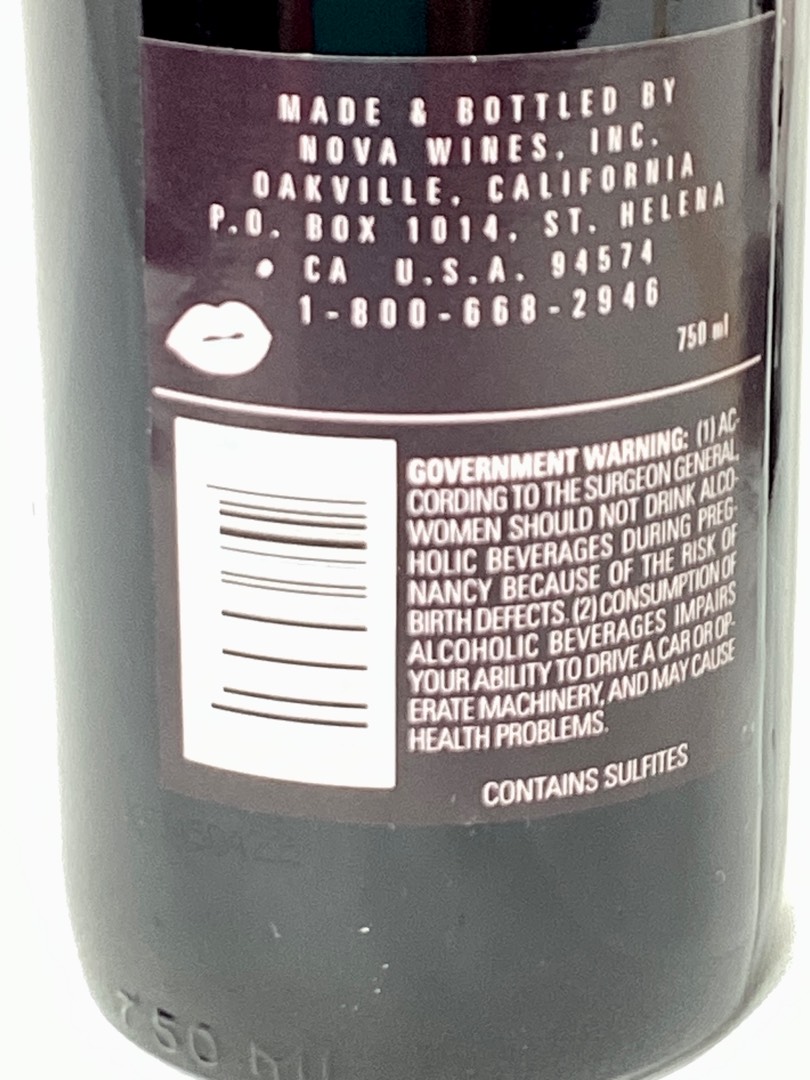 MADE & BOTTLED BY
NOVA WINES, INC.
OAKVILLE, CALIFORNIA
P.O. BOX 1014, ST. HELENA
• CA U.S.A. 94574
1-800-668-2946
750 ml
GOVERNMENT WARNING: (1) AC-
CORDING TO THE SURGEON GENERAL,
WOMEN SHOULD NOT DRINK ALCO-
HOLIC BEVERAGES DURING PREG-
NANCY BECAUSE OF THE RISK OF
BIRTH DEFECTS. (2) CONSUMPTION OF
ALCOHOLIC BEVERAGES IMPAIRS
YOUR ABILITY TO DRIVE A CAR OR OP-
ERATE MACHINERY, AND MAY CAUSE
HEALTH PROBLEMS.
CONTAINS SULFITES
750 ml